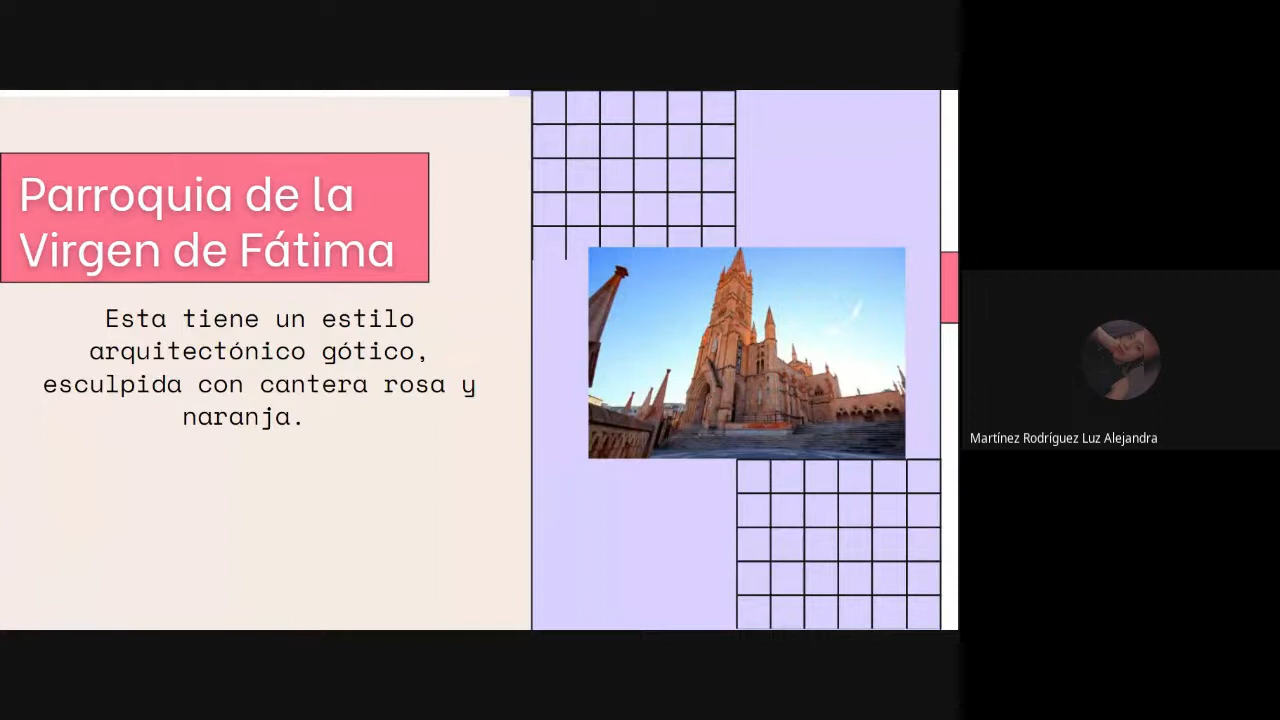 Parroquia de la
Virgen de Fátima
Esta tiene un estilo
arquitectónico gótico,
esculpida con cantera rosa y
naranja.
Martínez Rodríguez Luz Alejandra